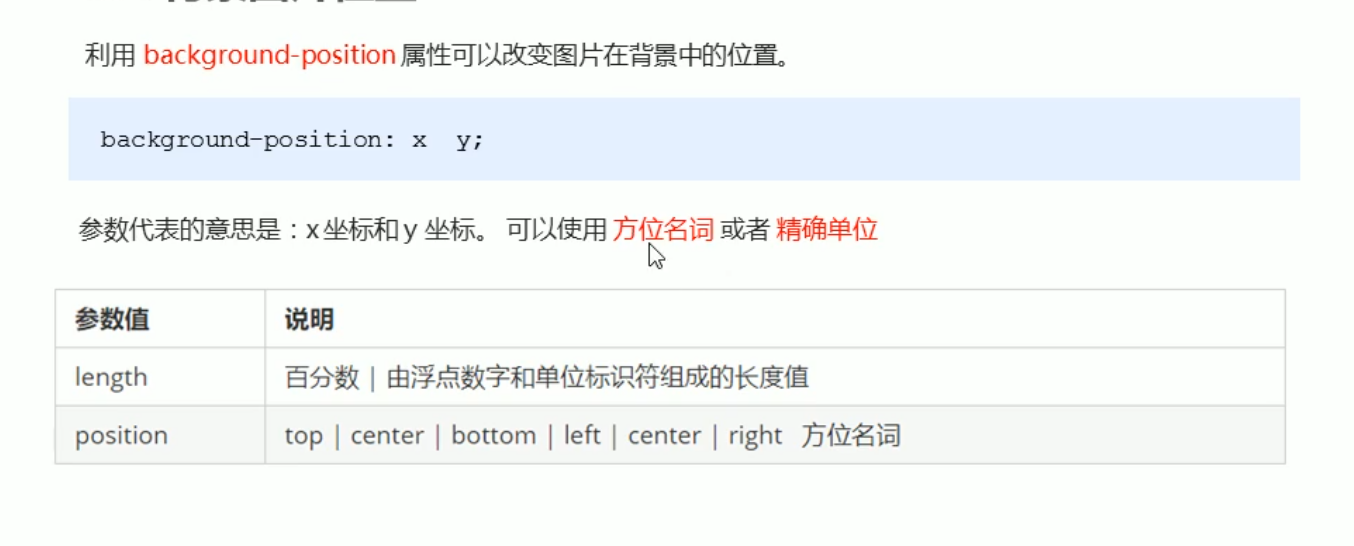 利用 background-position 属性可以改变图片在背景中的位置。
background-position: x  y;
参数代表的意思是：x 坐标和 y 坐标。 可以使用 方位名词 或者 精确单位
参数值 说明
length 百分数 | 由浮点数字和单位标识符组成的长度值
position top | center | bottom | left | center | right 方位名词